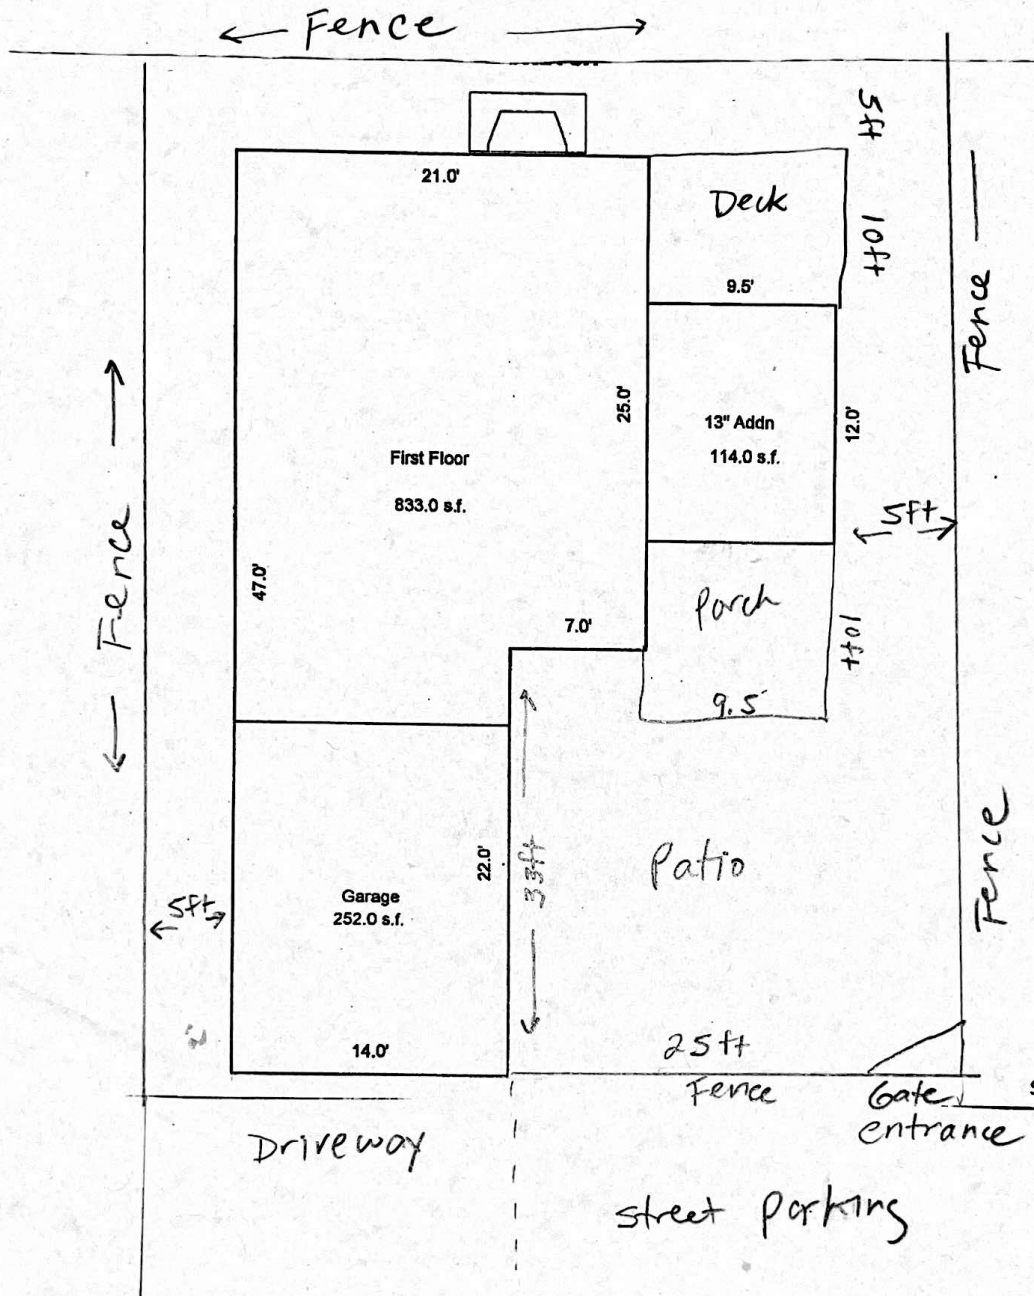 Fence
5ft
21.0'
Deck
10ft
9.5'
Fence
25.0'
13" Addn
114.0 s.f.
12.0'
First Floor
833.0 s.f.
5ft
Fence
47.0'
Porch
7.0'
10ft
9.5
22.0'
33ft
Patio
Fence
Garage
252.0 s.f.
5ft
14.0'
25ft
Fence
Gate
entrance
Driveway
street parking